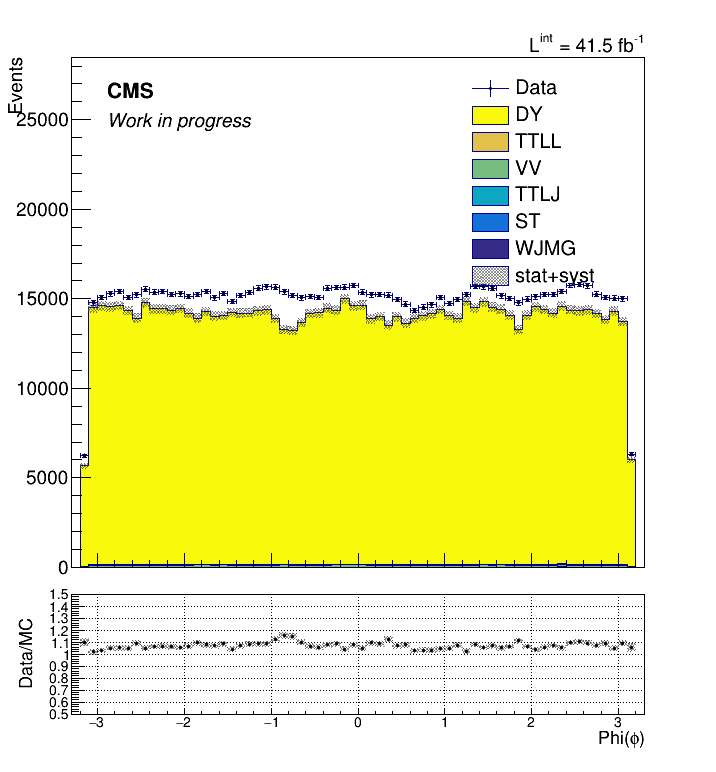 L^int = 41.5 fb^-1
Events
CMS
Work in progress
Data
DY
TTLL
VV
TTLJ
ST
WJMG
stat+syst
25000
20000
15000
10000
5000
0
Data/MC
1.5
1.4
1.3
1.2
1.1
1
0.9
0.8
0.7
0.6
0.5
−3 −2 −1 0 1 2 3
Phi(ϕ)